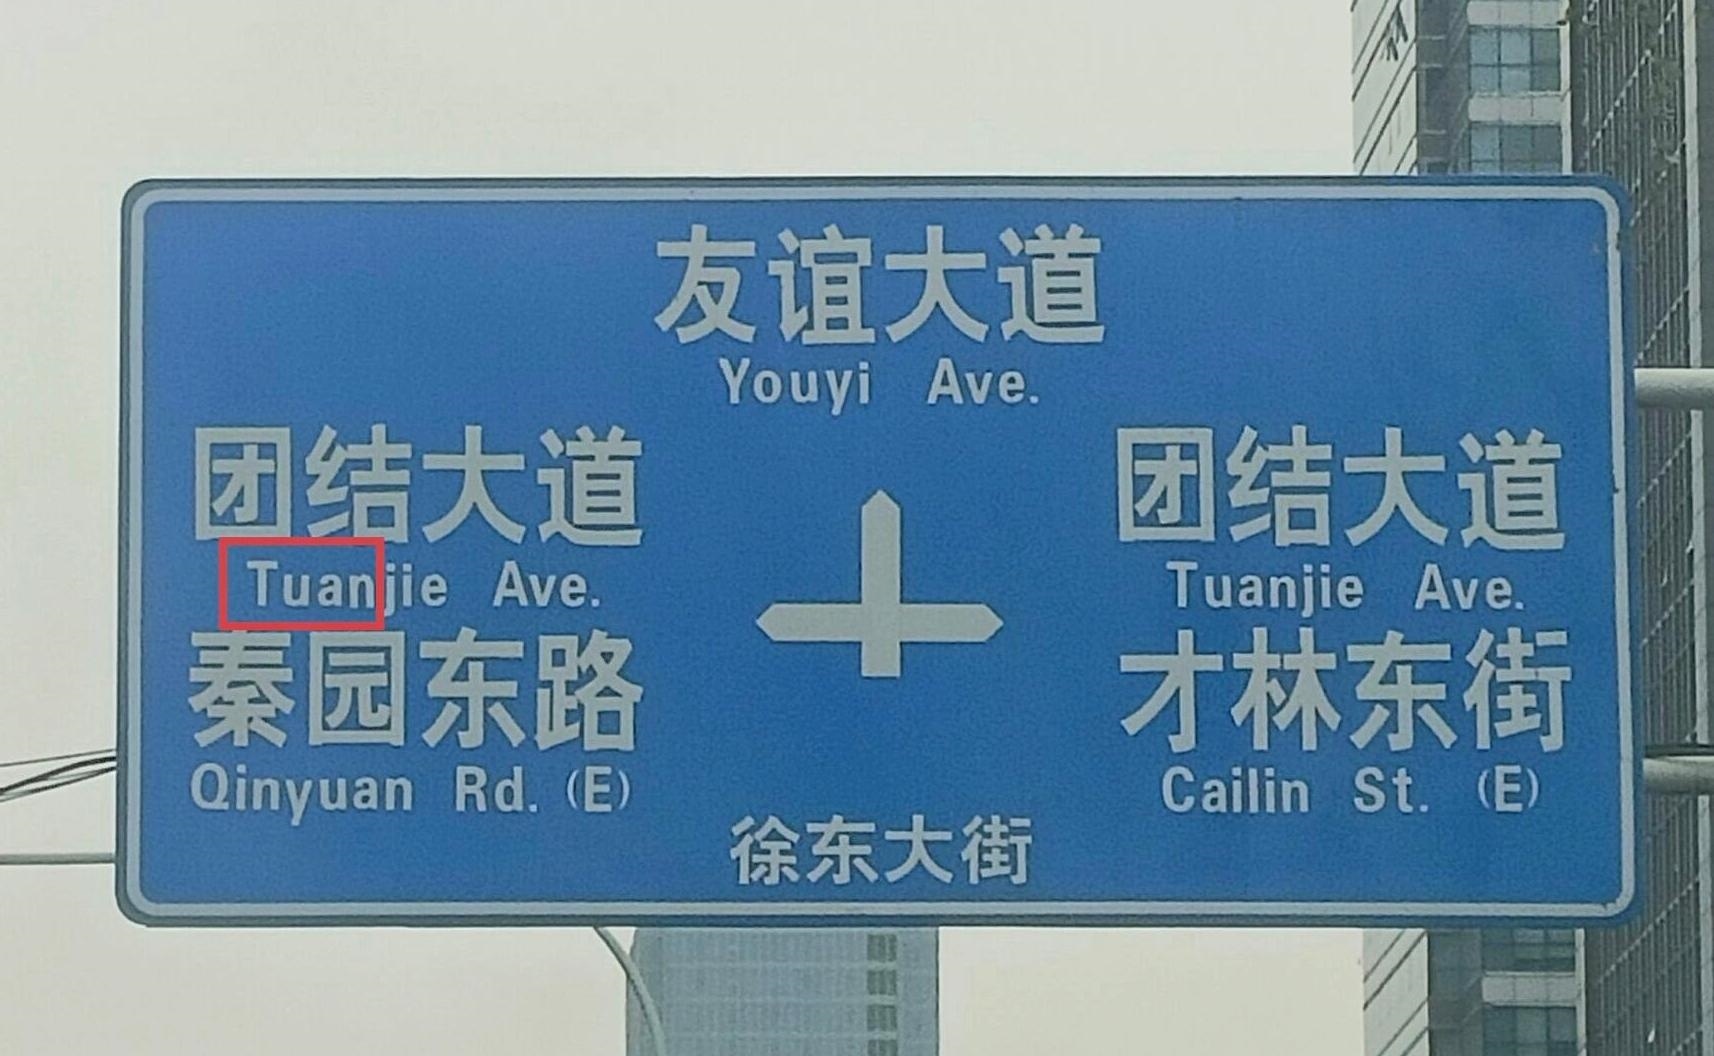 友谊大道
Youyi Ave.
团结大道
Tuanjie Ave.
秦园东路
Qinyuan Rd. (E)
团结大道
Tuanjie Ave.
才林东街
Cailin St. (E)
徐东大街